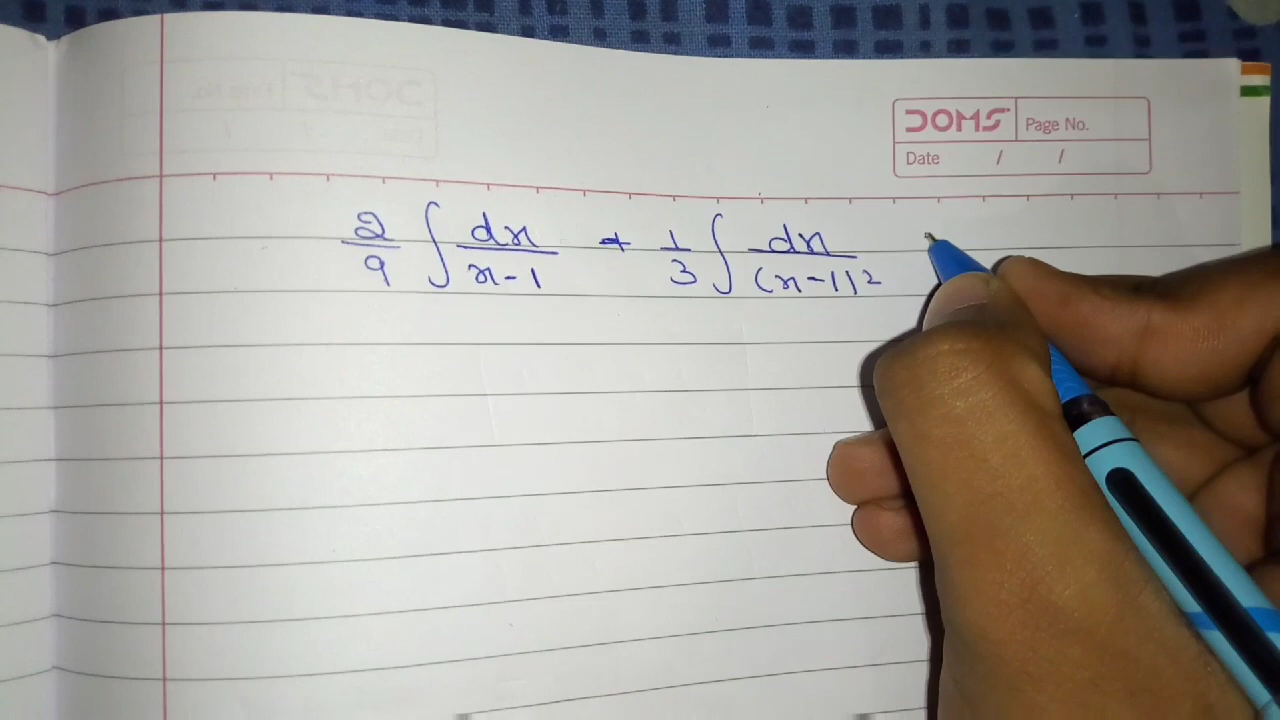 DOMS Page No.
Date / /
2/9 ∫ dx/(x-1) + 1/3 ∫ dx/(x-1)2